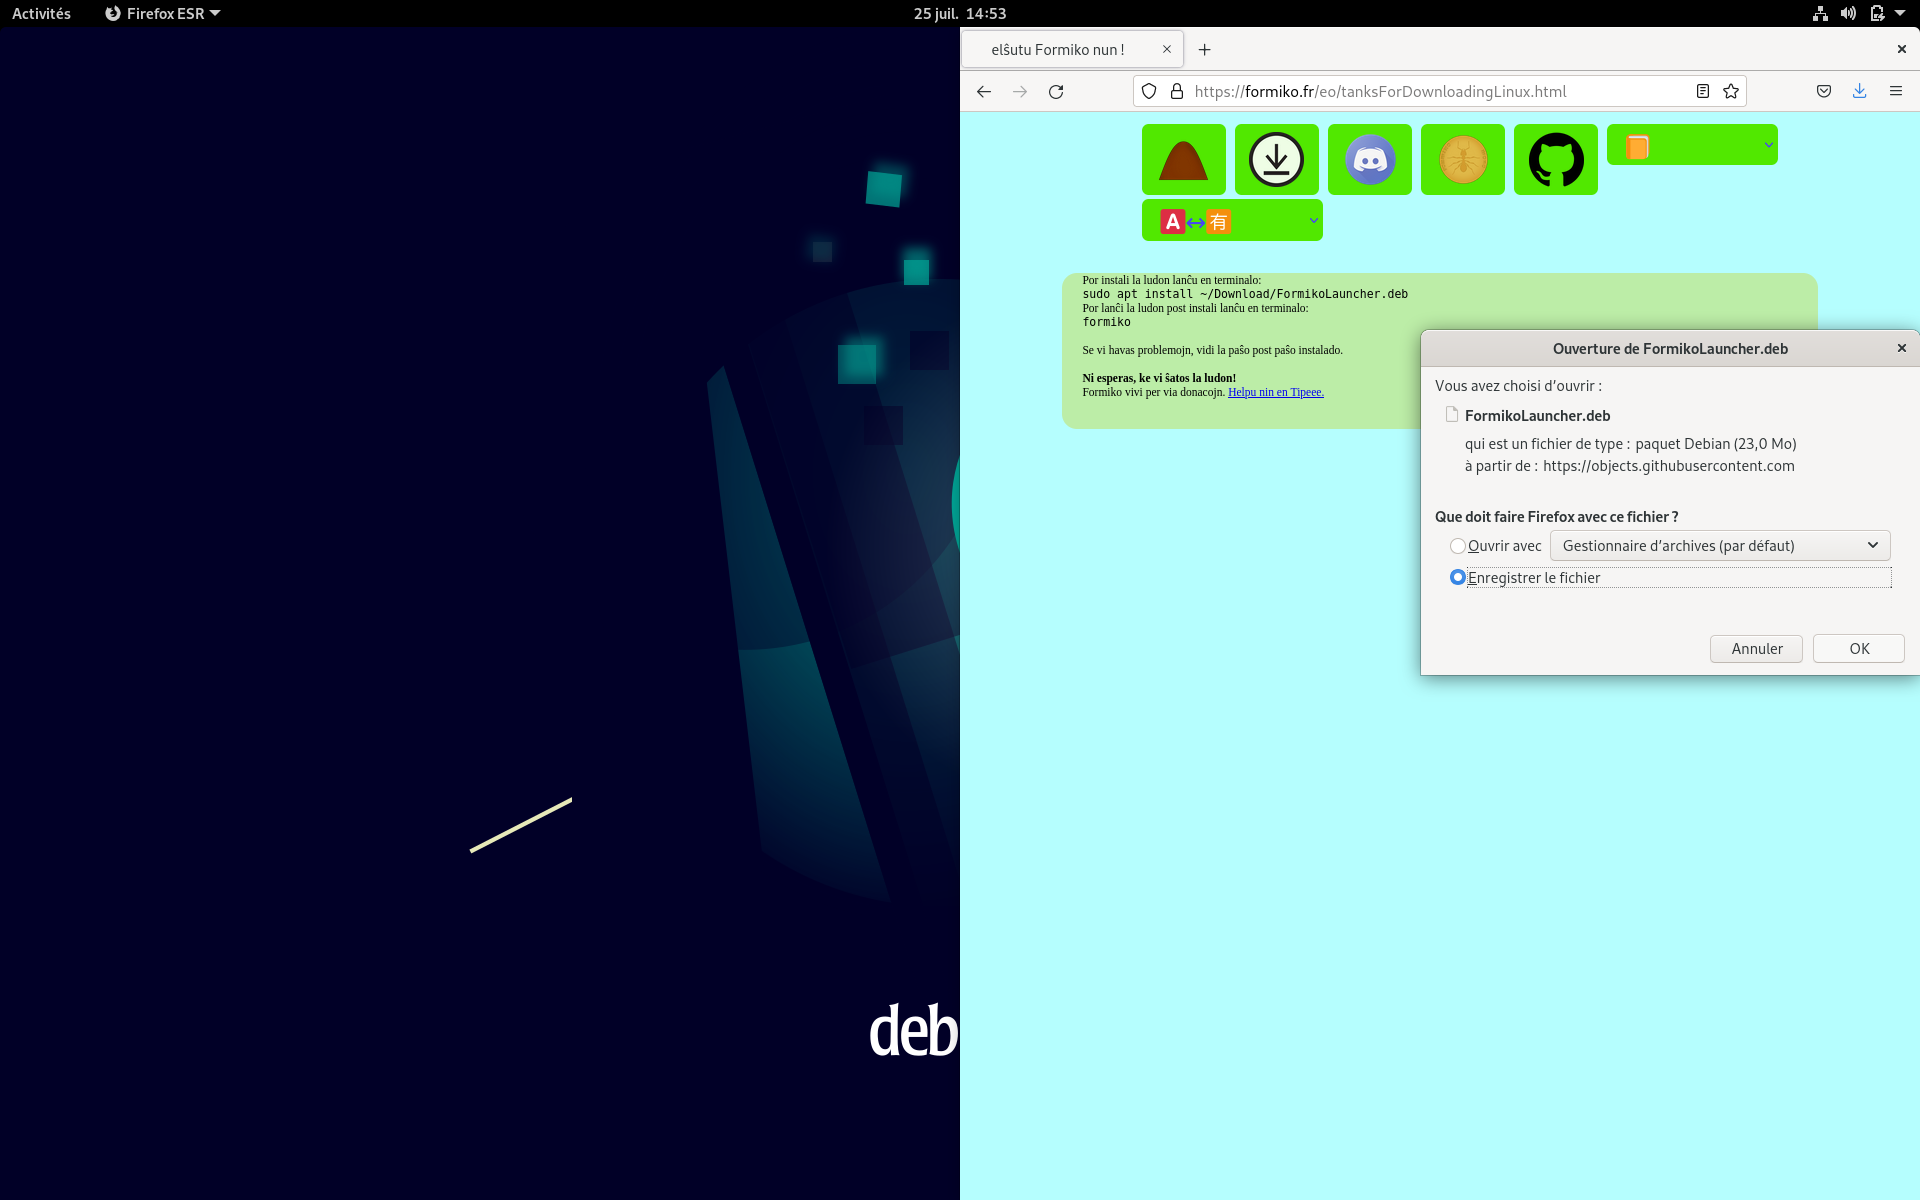 Activités
Firefox ESR
25 juil. 14:53
elŝutu Formiko nun !
https://formiko.fr/eo/tanksForDownloadingLinux.html
A 有
Por instali la ludon lanĉu en terminalo:
sudo apt install ~/Download/FormikoLauncher.deb
Por lanĉi la ludon post instali lanĉu en terminalo:
formiko
Se vi havas problemojn, vidi la paŝo post paŝo instalado.
Ni esperas, ke vi ŝatos la ludon!
Formiko vivi per via donacojn. Helpu nin en Tipeee.
Ouverture de FormikoLauncher.deb
Vous avez choisi d’ouvrir :
FormikoLauncher.deb
qui est un fichier de type : paquet Debian (23,0 Mo)
à partir de : https://objects.githubusercontent.com
Que doit faire Firefox avec ce fichier ?
Ouvrir avec Gestionnaire d’archives (par défaut)
Enregistrer le fichier
Annuler OK
deb